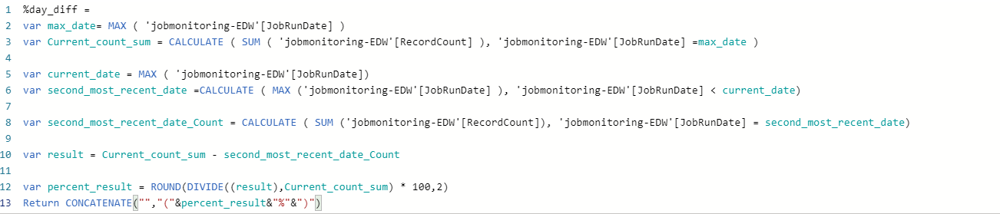 1 %day_diff =
2 var max_date= MAX ( 'jobmonitoring-EDW'[JobRunDate] )
3 var Current_count_sum = CALCULATE ( SUM ( 'jobmonitoring-EDW'[RecordCount] ), 'jobmonitoring-EDW'[JobRunDate] =max_date )
4
5 var current_date = MAX ( 'jobmonitoring-EDW'[JobRunDate])
6 var second_most_recent_date =CALCULATE ( MAX ('jobmonitoring-EDW'[JobRunDate] ), 'jobmonitoring-EDW'[JobRunDate] < current_date)
7
8 var second_most_recent_date_Count = CALCULATE ( SUM ('jobmonitoring-EDW'[RecordCount]), 'jobmonitoring-EDW'[JobRunDate] = second_most_recent_date)
9
10 var result = Current_count_sum - second_most_recent_date_Count
11
12 var percent_result = ROUND(DIVIDE((result),Current_count_sum) * 100,2)
13 Return CONCATENATE("","("&percent_result&"%"&")")